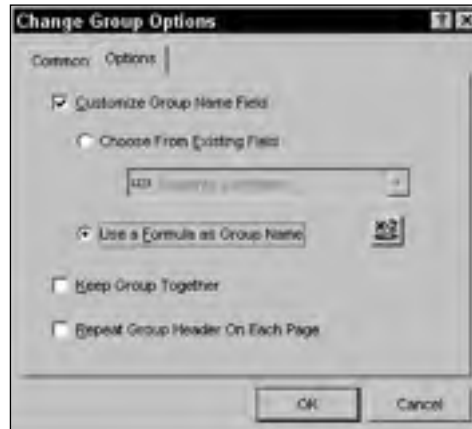 Change Group Options
Common Options
Customize Group Name Field
Choose From Existing Field
Use a Formula as Group Name
Keep Group Together
Repeat Group Header On Each Page
OK Cancel